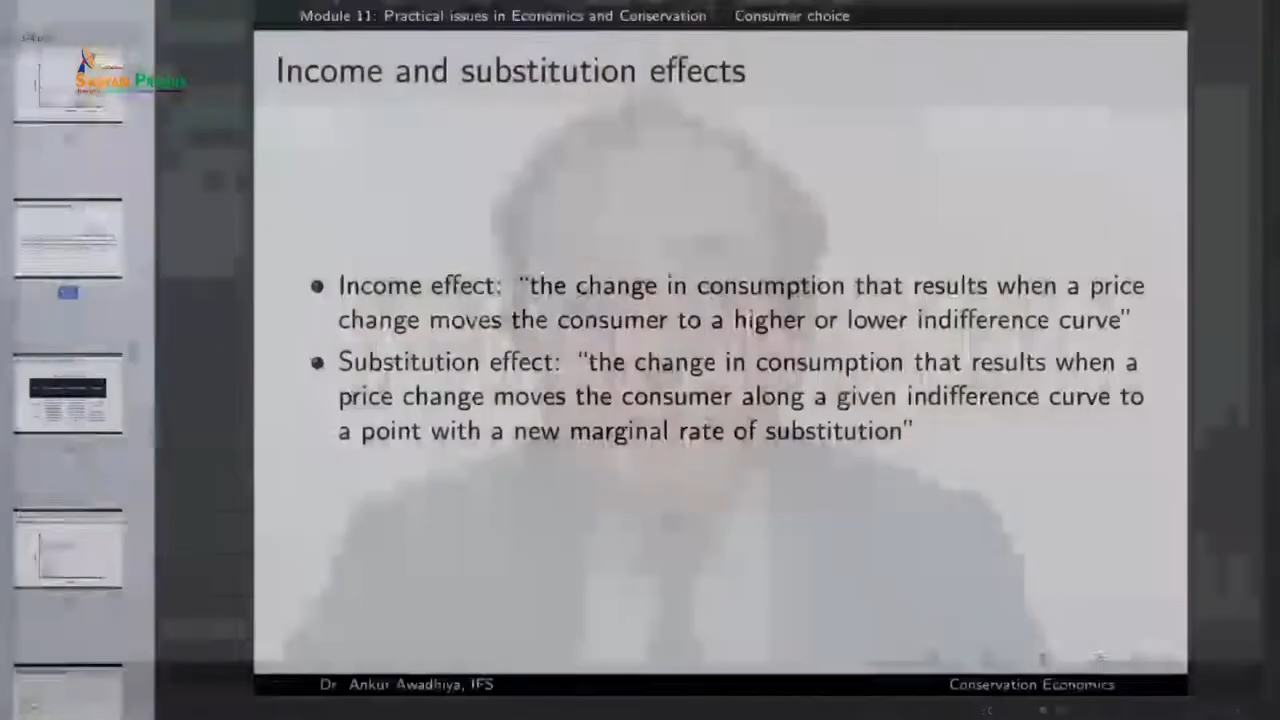 Module 11: Practical issues in Economics and Conservation Consumer choice
SWAYAM PRABHA
Income and substitution effects
Income effect: “the change in consumption that results when a price
change moves the consumer to a higher or lower indifference curve”
Substitution effect: “the change in consumption that results when a
price change moves the consumer along a given indifference curve to
a point with a new marginal rate of substitution”
Dr. Ankur Awadhiya, IFS Conservation Economics